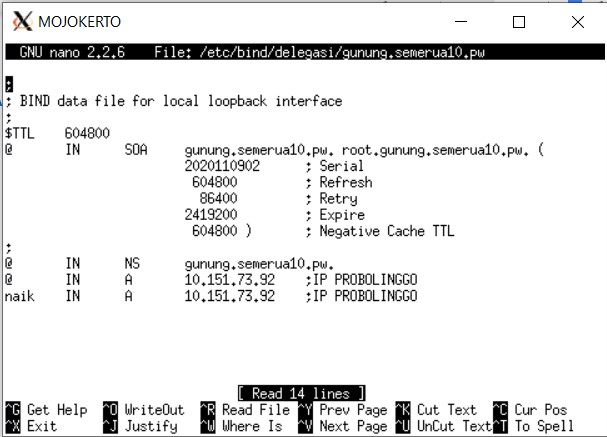 MOJOKERTO
GNU nano 2.2.6    File: /etc/bind/delegasi/gunung.semerua10.pw
;
; BIND data file for local loopback interface
;
$TTL    604800
@       IN      SOA     gunung.semerua10.pw. root.gunung.semerua10.pw. (
                        2020110902      ; Serial
                         604800         ; Refresh
                          86400         ; Retry
                        2419200         ; Expire
                         604800 )       ; Negative Cache TTL
;
@       IN      NS      gunung.semerua10.pw.
@       IN      A       10.151.73.92    ;IP PROBOLINGGO
naik    IN      A       10.151.73.92    ;IP PROBOLINGGO
[ Read 14 lines ]
^G Get Help  ^O WriteOut  ^R Read File ^Y Prev Page ^K Cut Text  ^C Cur Pos
^X Exit      ^J Justify   ^W Where Is  ^V Next Page ^U UnCut Text^T To Spell